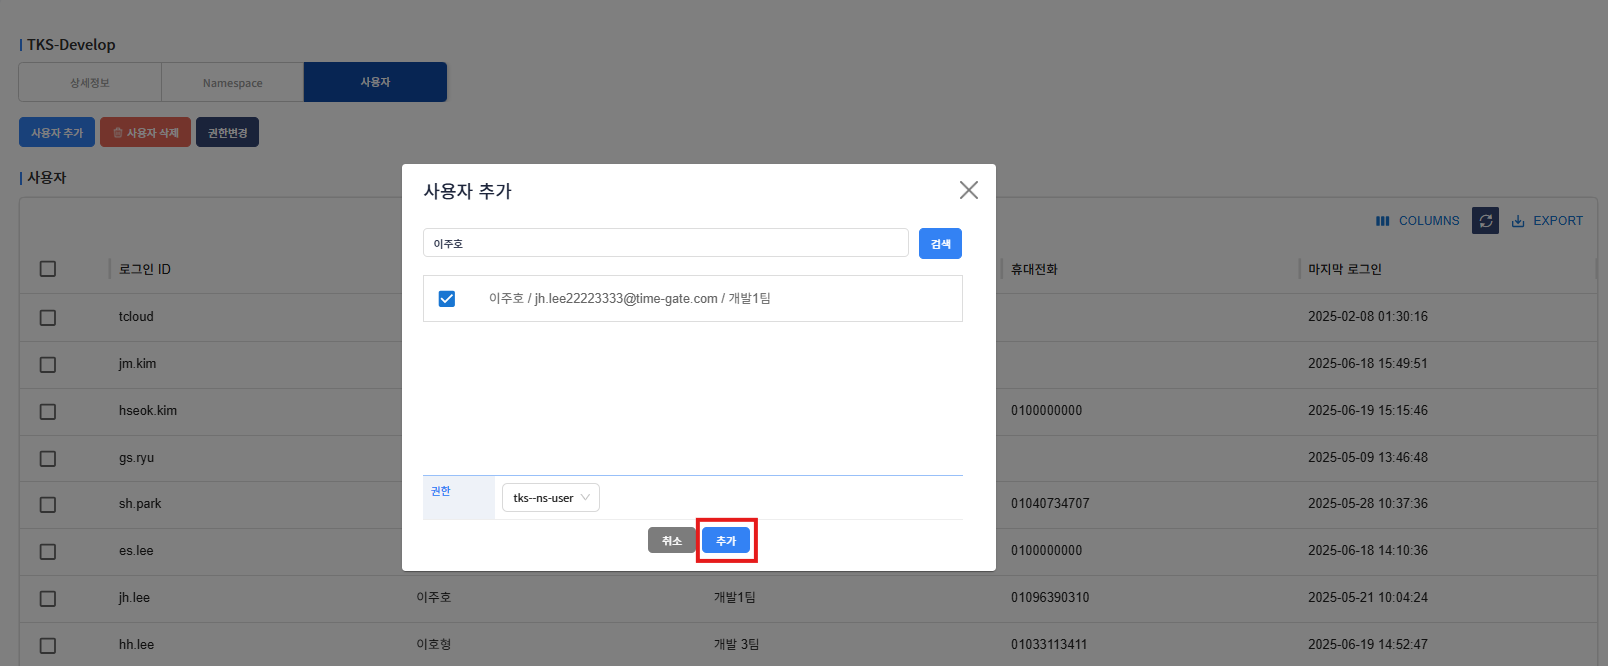 TKS-Develop
상세정보 Namespace 사용자
사용자 추가 사용자 삭제 권한변경
사용자
COLUMNS EXPORT
로그인 ID 휴대전화 마지막 로그인
tcloud 2025-02-08 01:30:16
jm.kim 2025-06-18 15:49:51
hseok.kim 0100000000 2025-06-19 15:15:46
gs.ryu 2025-05-09 13:46:48
sh.park 01040734707 2025-05-28 10:37:36
es.lee 0100000000 2025-06-18 14:10:36
jh.lee 이주호 개발1팀 01096390310 2025-05-21 10:04:24
hh.lee 이호형 개발 3팀 01033113411 2025-06-19 14:52:47
사용자 추가
이주호 검색
이주호 / jh.lee22223333@time-gate.com / 개발1팀
권한 tks--ns-user
취소 추가